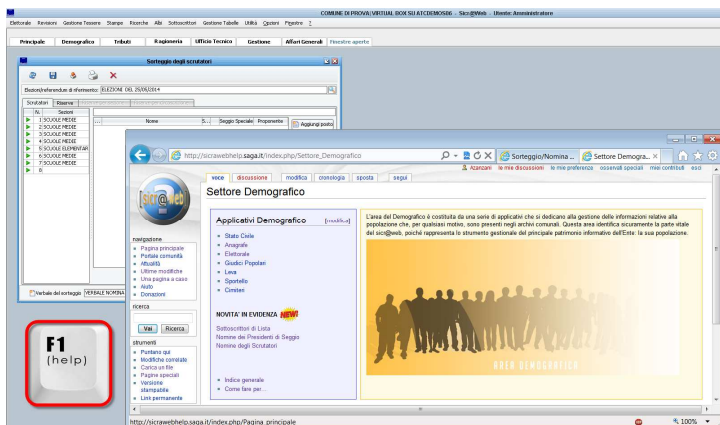 COMUNE DI PROVA: VIRTUAL BOX SU ATCDEMOS06 - Sicr@Web - Utente: Amministratore
Elettorale Revisioni Gestione Tessere Stampe Ricerche Albi Sottoscrittori Gestione Tabelle Utilità Opzioni Finestre ?
Principale Demografico Tributi Ragioneria Ufficio Tecnico Gestione Affari Generali Finestre aperte
Sorteggio degli scrutatori
Elezioni/referendum di riferimento: ELEZIONI DEL 25/05/2014
Scrutatori Riserve
N. Sezioni
... Nome S... Seggio Speciale Proponente
Aggiungi posto
1 SCUOLE MEDIE
2 SCUOLE MEDIE
3 SCUOLE MEDIE
4 SCUOLE MEDIE
5 SCUOLE ELEMENTAR
6 SCUOLE MEDIE
7 SCUOLE MEDIE
8
Verbale del sorteggio VERBALE NOMINA
F1
(help)
http://sicrawebhelp.saga.it/index.php/Settore_Demografico
Sorteggio/Nomina ...
Settore Demogra...
Azanzam le mie discussioni le mie preferenze osservati speciali miei contributi esci
voce discussione modifica cronologia sposta segui
sicr@web
Settore Demografico
navigazione
Pagina principale
Portale comunità
Attualità
Ultime modifiche
Una pagina a caso
Aiuto
Donazioni
ricerca
Vai Ricerca
strumenti
Puntano qui
Modifiche correlate
Carica un file
Pagine speciali
Versione
stampabile
Link permanente
Applicativi Demografico [modifica]
Stato Civile
Anagrafe
Elettorale
Giudici Popolari
Leva
Sportello
Cimiteri
NOVITA' IN EVIDENZA NEW!
Sottoscrittori di Lista
Nomine dei Presidenti di Seggio
Nomine degli Scrutatori
Indice generale
Come fare per...
L'area del Demografico è costituita da una serie di applicativi che si dedicano alla gestione delle informazioni relative alla
popolazione che, per qualsiasi motivo, sono presenti negli archivi comunali. Questa area identifica sicuramente la parte vitale
del sicr@web, poiché rappresenta lo strumento gestionale del principale patrimonio informativo dell'Ente: la sua popolazione.
AREA DEMOGRAFICA
http://sicrawebhelp.saga.it/index.php/Pagina_principale
100%